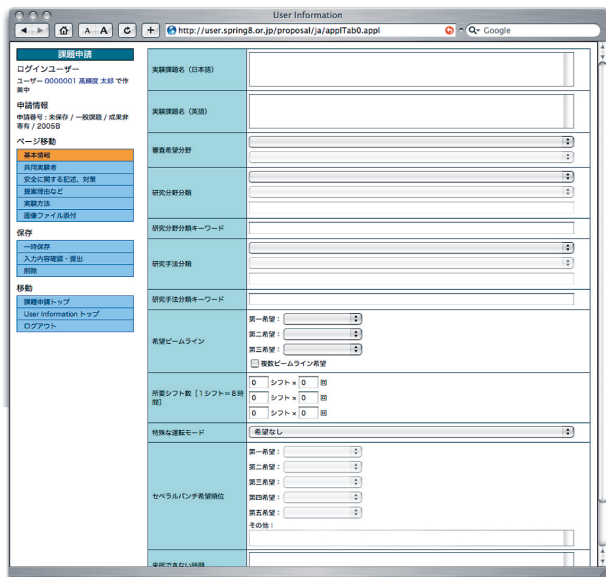 User Information
A A
http://user.spring8.or.jp/proposal/ja/applTab0.appl
Google
課題申請
ログインユーザー
ユーザー 0000001 高輝度 太郎 で作
業中
申請情報
申請番号：未保存 / 一般課題 / 成果非
専有 / 2005B
ページ移動
基本情報
共同実験者
安全に関する記述、対策
提案理由など
実験方法
画像ファイル添付
保存
一時保存
入力内容確認・提出
削除
移動
課題申請トップ
User Information トップ
ログアウト
実験課題名（日本語）
実験課題名（英語）
審査希望分野
研究分野分類
研究分野分類キーワード
研究手法分類
研究手法分類キーワード
希望ビームライン
第一希望：
第二希望：
第三希望：
複数ビームライン希望
所要シフト数［1シフト＝8時
間］
0 シフト × 0 回
0 シフト × 0 回
0 シフト × 0 回
特殊な運転モード
希望なし
セベラルバンチ希望順位
第一希望：
第二希望：
第三希望：
第四希望：
第五希望：
その他：
来所できない時期